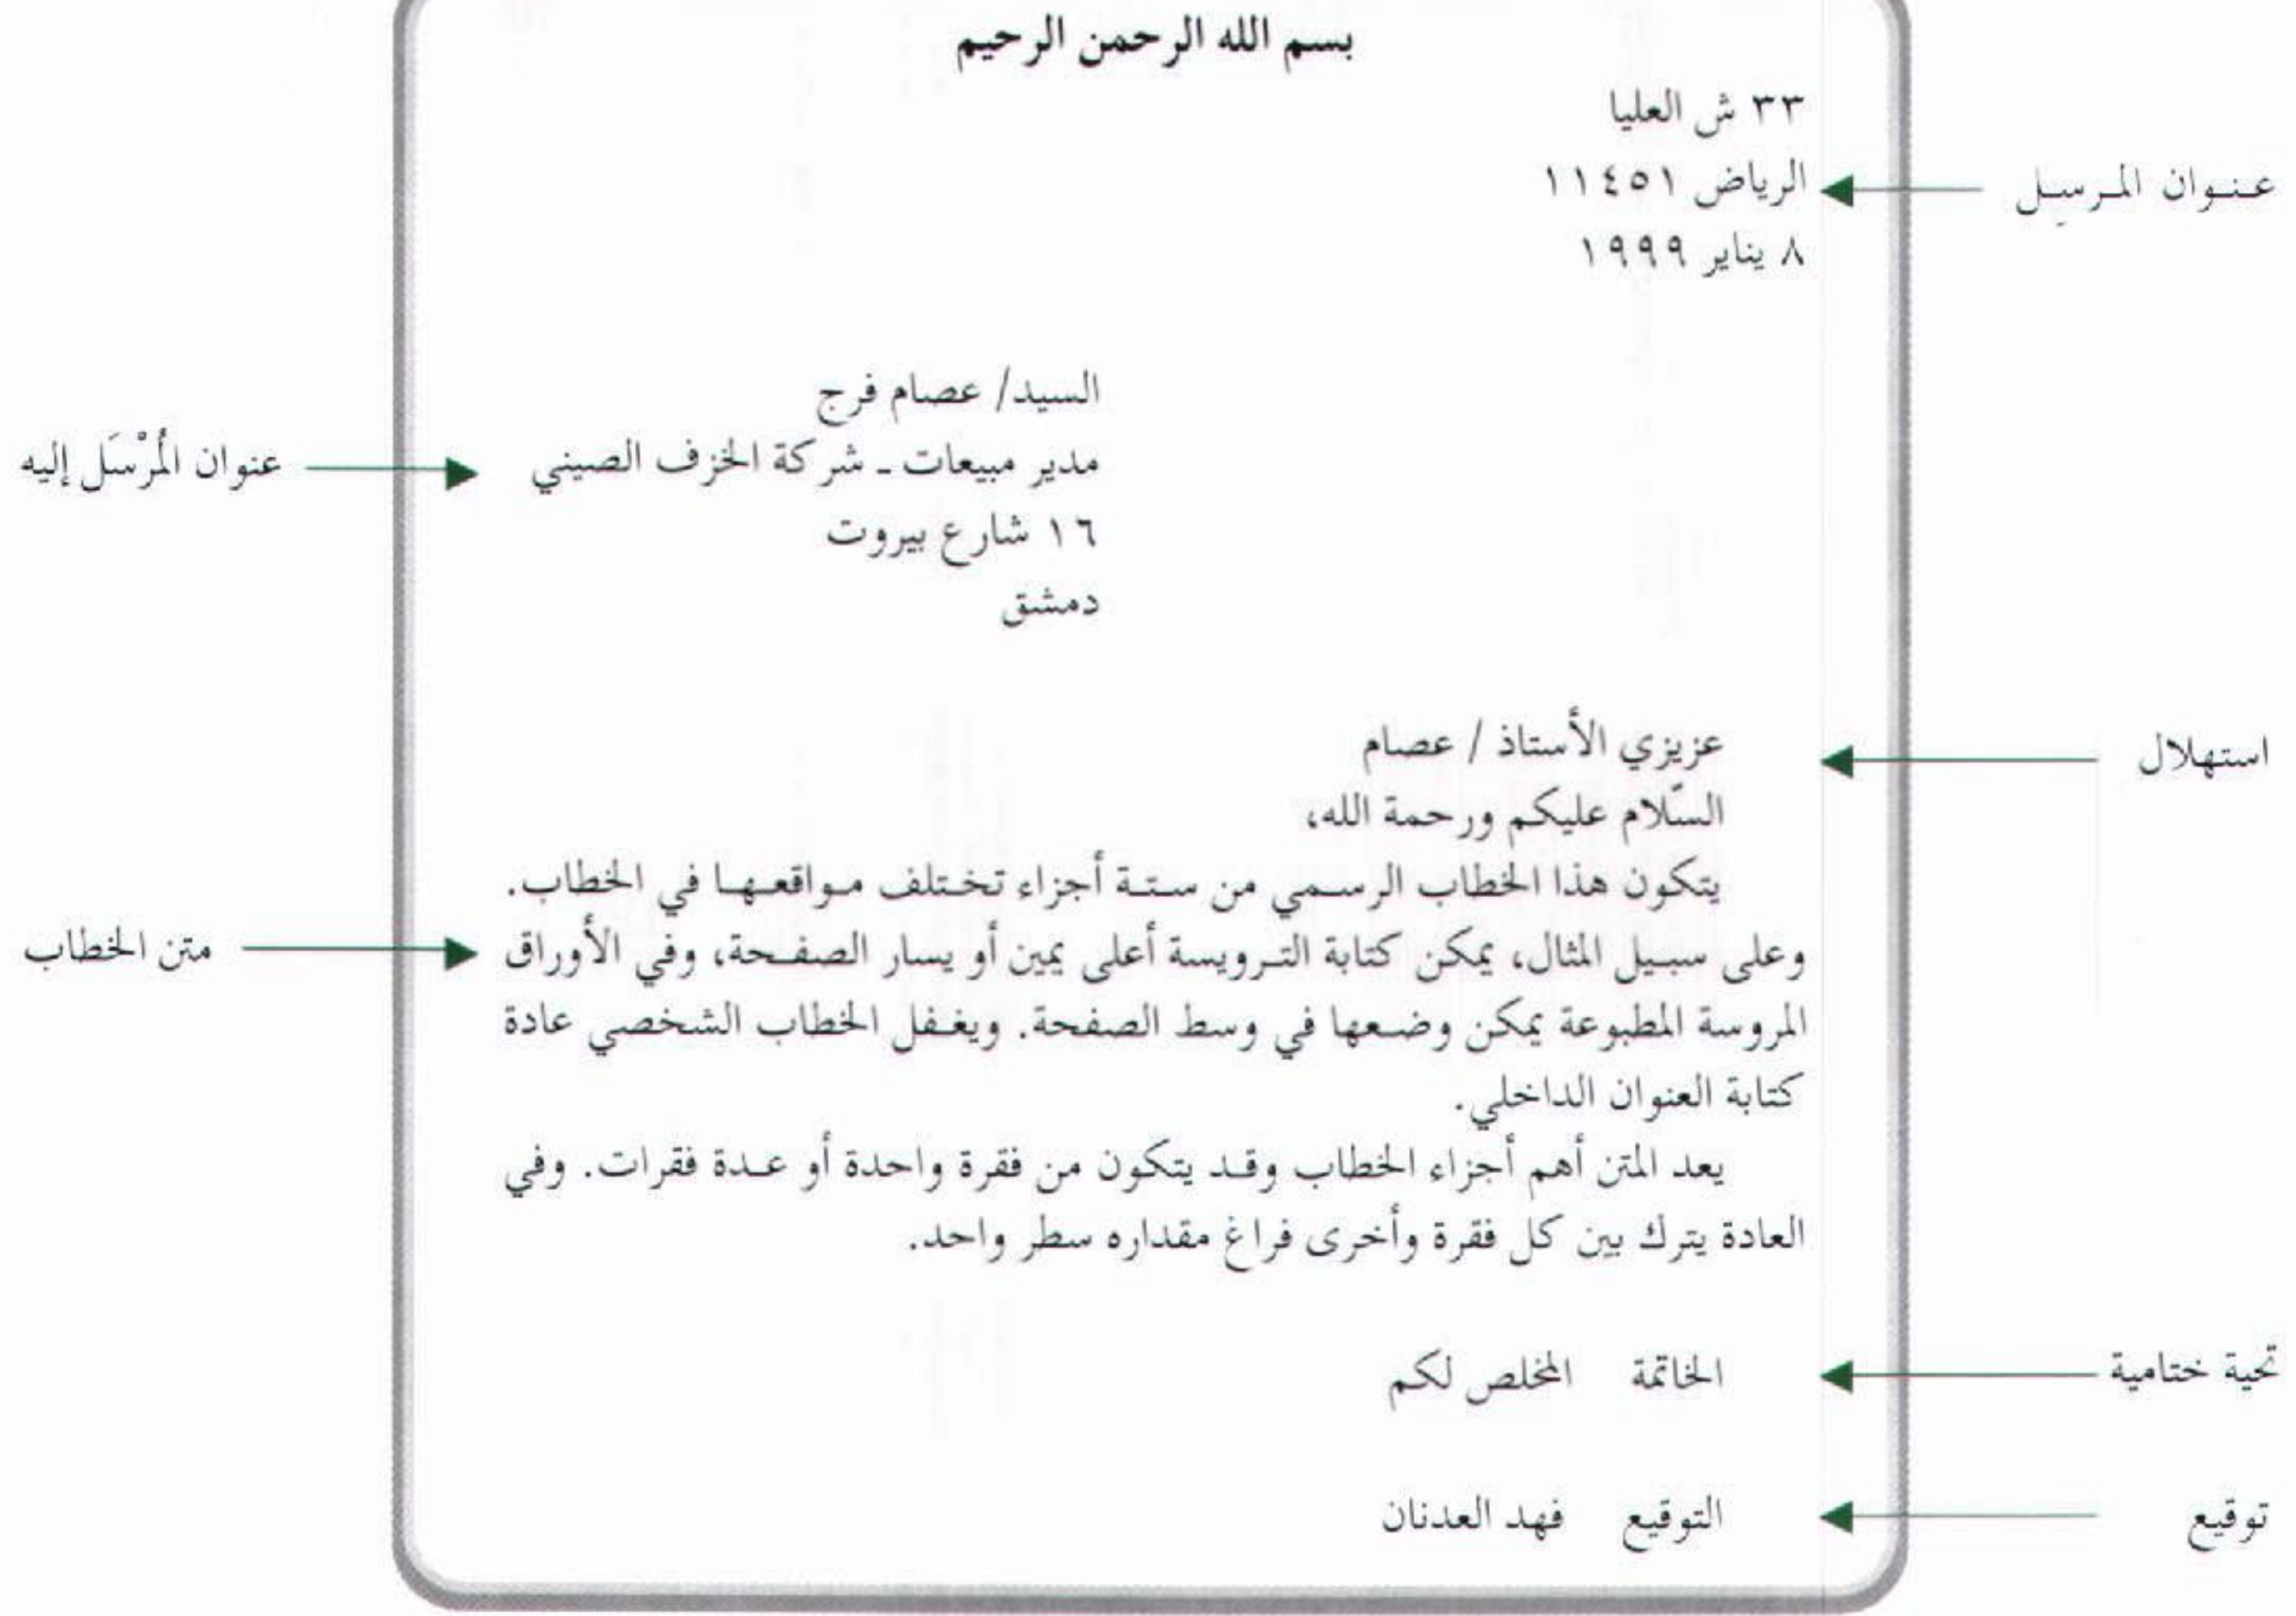 بسم الله الرحمن الرحيم
٣٣ ش العليا
الرياض ١١٤٥١
عنوان المرسِل
٨ يناير ١٩٩٩
السيد/ عصام فرج
مدير مبيعات - شركة الخزف الصيني
عنوان المُرْسَل إليه
١٦ شارع بيروت
دمشق
عزيزي الأستاذ / عصام
استهلال
السّلام عليكم ورحمة الله،
يتكون هذا الخطاب الرسمي من ستة أجزاء تختلف مواقعها في الخطاب.
وعلى سبيل المثال، يمكن كتابة الترويسة أعلى يمين أو يسار الصفحة، وفي الأوراق
متن الخطاب
المروسة المطبوعة يمكن وضعها في وسط الصفحة. ويغفل الخطاب الشخصي عادة
كتابة العنوان الداخلي.
يعد المتن أهم أجزاء الخطاب وقد يتكون من فقرة واحدة أو عدة فقرات. وفي
العادة يترك بين كل فقرة وأخرى فراغ مقداره سطر واحد.
تحية ختامية
الخاتمة المخلص لكم
توقيع
التوقيع فهد العدنان